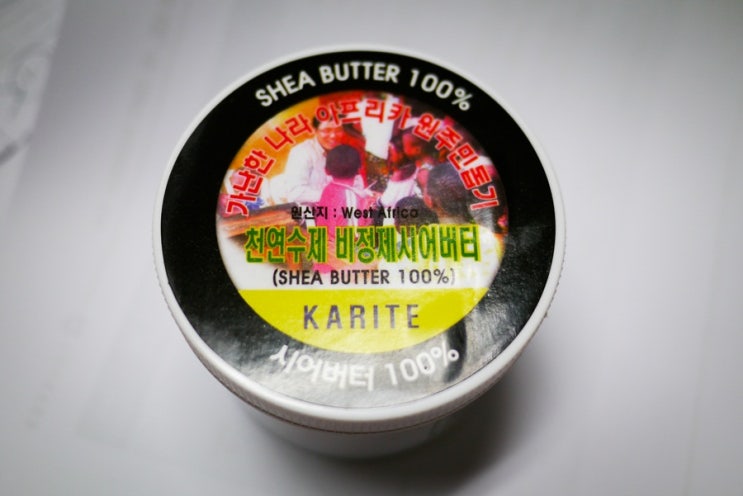 SHEA BUTTER 100%
가난한 나라 아프리카 원주민돕기
원산지 : West Africa
천연수제 비정제시어버터
(SHEA BUTTER 100%)
KARITE
시어버터 100%